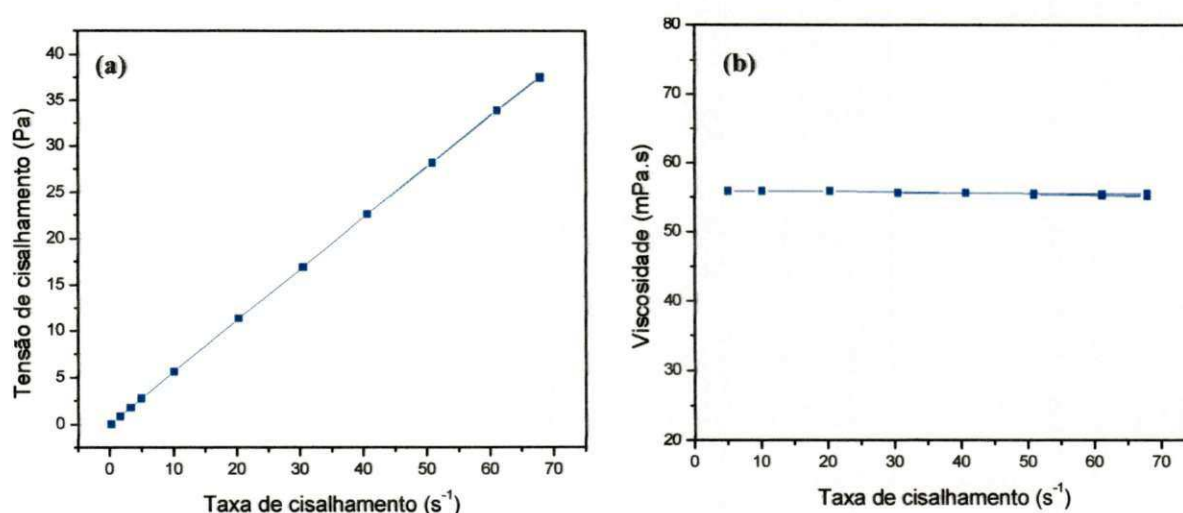 (a)
Tensão de cisalhamento (Pa)
40
35
30
25
20
15
10
5
0
0 10 20 30 40 50 60 70
Taxa de cisalhamento (s⁻¹)
(b)
Viscosidade (mPa.s)
80
70
60
50
40
30
20
0 10 20 30 40 50 60 70
Taxa de cisalhamento (s⁻¹)